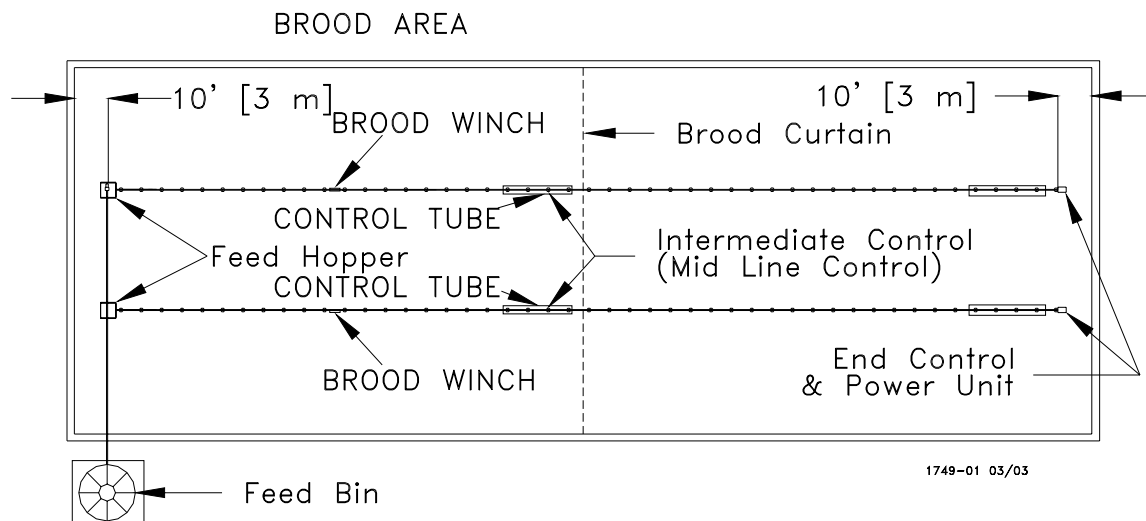 BROOD AREA
10' [3 m]
10' [3 m]
BROOD WINCH
Brood Curtain
CONTROL TUBE
Intermediate Control
(Mid Line Control)
Feed Hopper
CONTROL TUBE
End Control
& Power Unit
BROOD WINCH
1749-01 03/03
Feed Bin